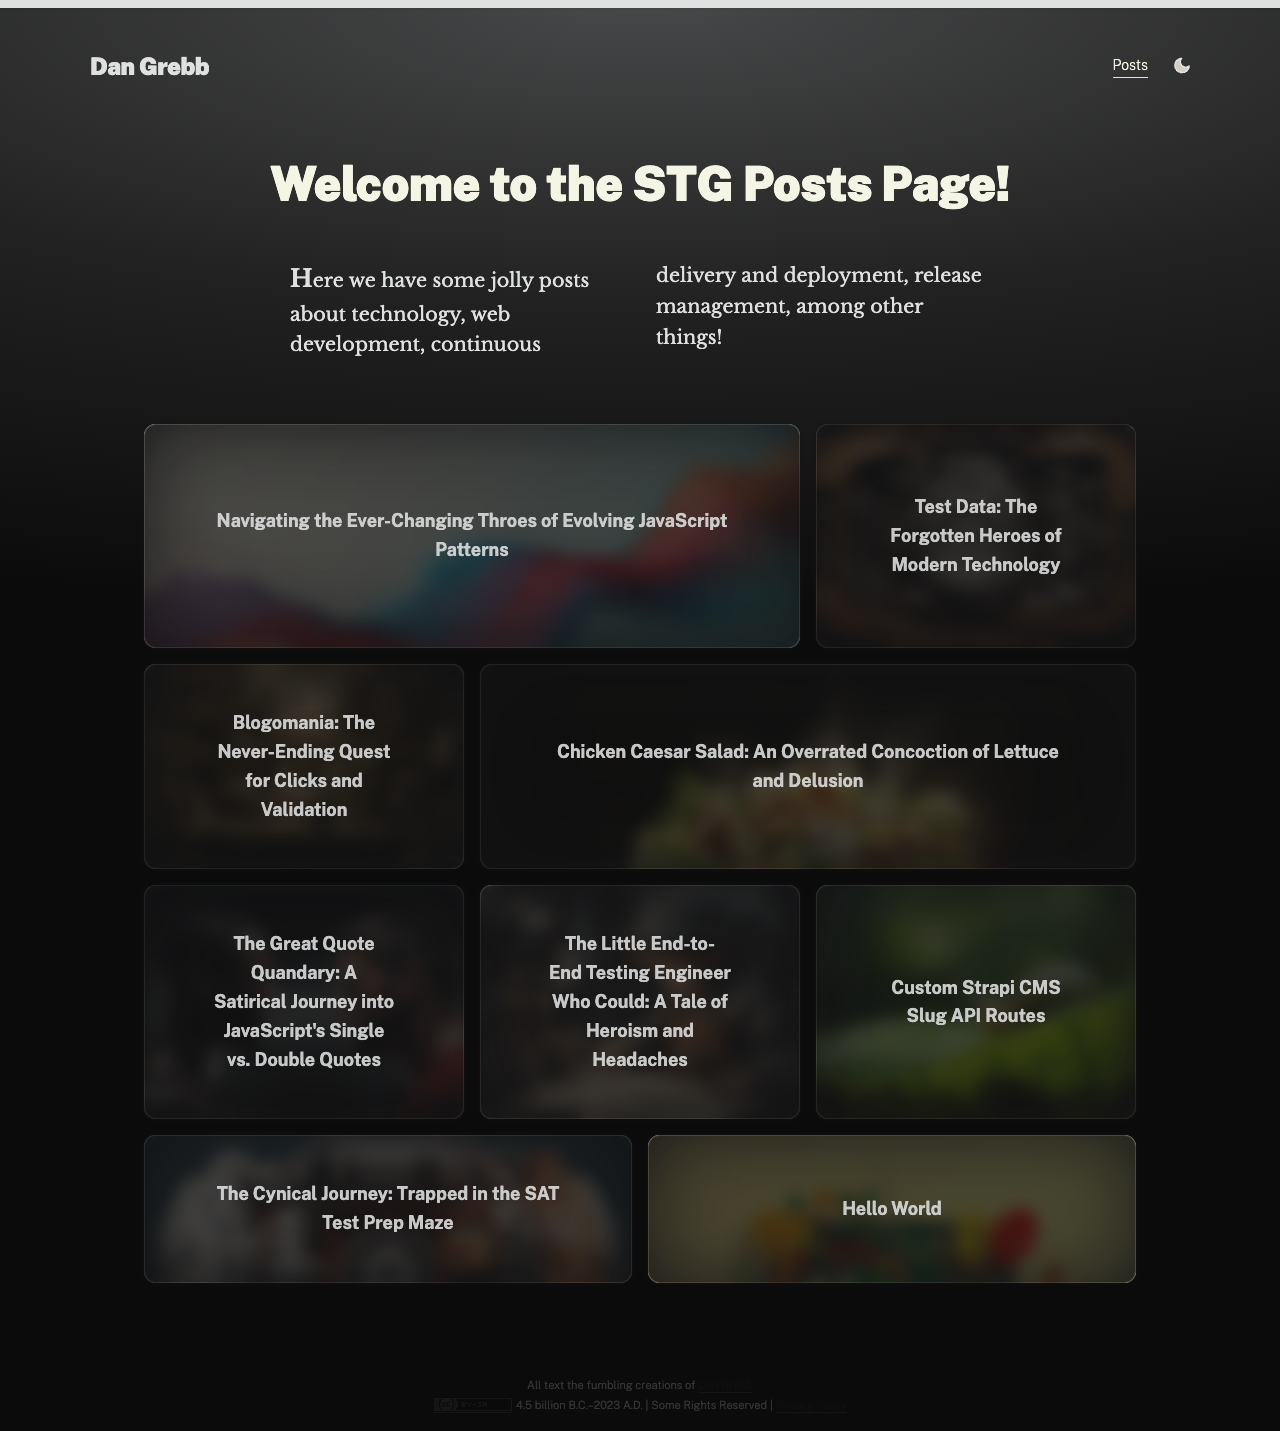 Dan Grebb
Posts
Welcome to the STG Posts Page!
Here we have some jolly posts
about technology, web
development, continuous
delivery and deployment, release
management, among other
things!
Navigating the Ever-Changing Throes of Evolving JavaScript
Patterns
Test Data: The
Forgotten Heroes of
Modern Technology
Blogomania: The
Never-Ending Quest
for Clicks and
Validation
Chicken Caesar Salad: An Overrated Concoction of Lettuce
and Delusion
The Great Quote
Quandary: A
Satirical Journey into
JavaScript's Single
vs. Double Quotes
The Little End-to-
End Testing Engineer
Who Could: A Tale of
Heroism and
Headaches
Custom Strapi CMS
Slug API Routes
The Cynical Journey: Trapped in the SAT
Test Prep Maze
Hello World
All text the fumbling creations of
4.5 billion B.C.–2023 A.D. | Some Rights Reserved |